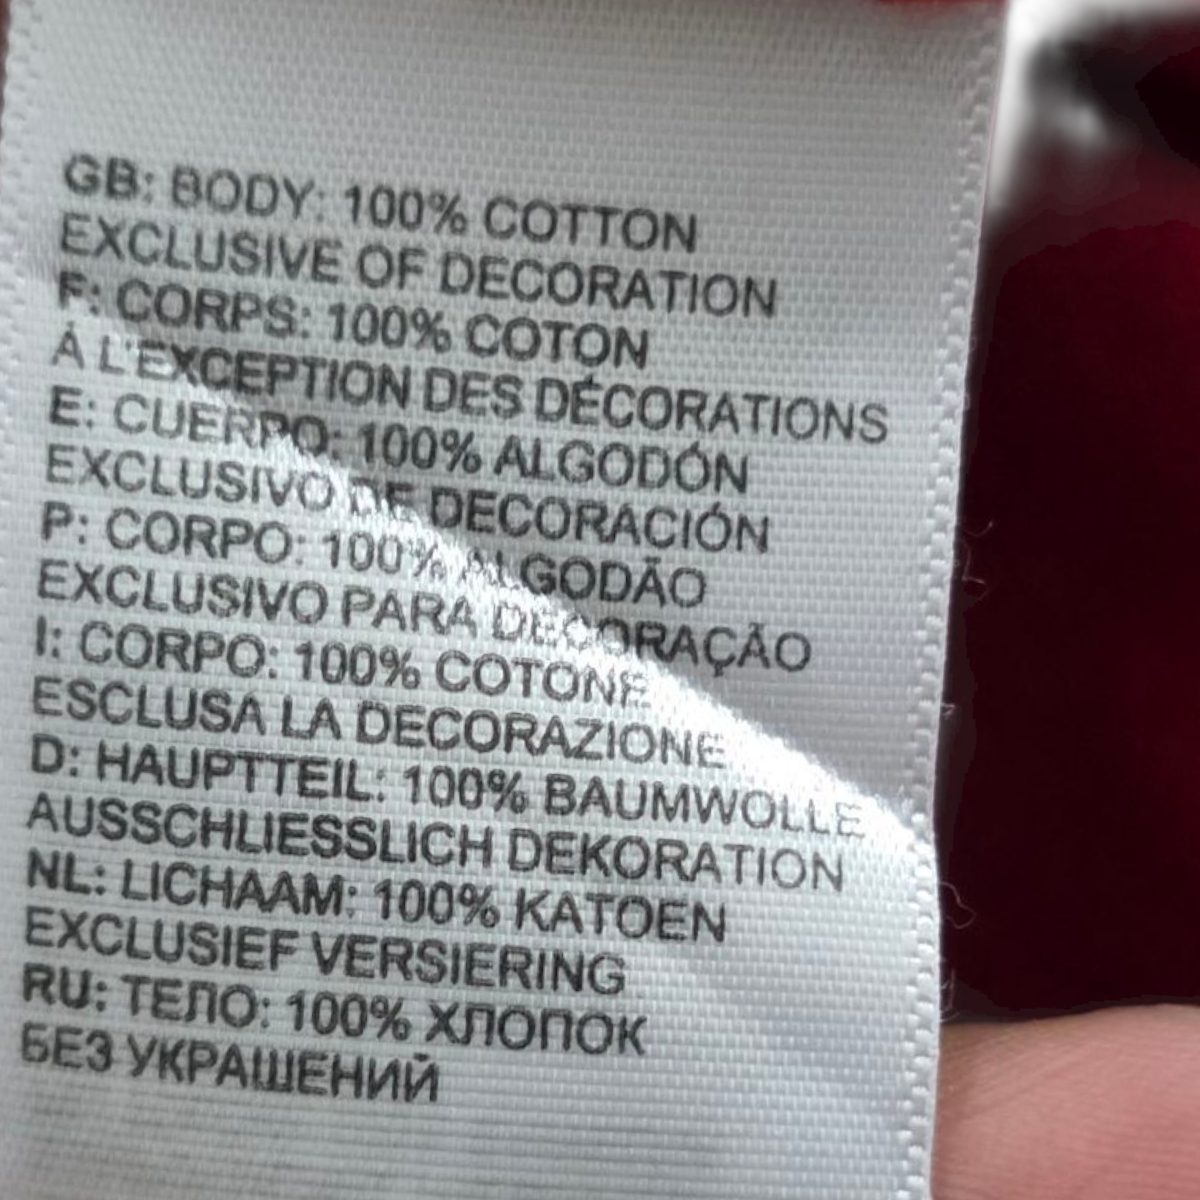 GB: BODY: 100% COTTON
EXCLUSIVE OF DECORATION
F: CORPS: 100% COTON
À L'EXCEPTION DES DÉCORATIONS
E: CUERPO: 100% ALGODÓN
EXCLUSIVO DE DECORACIÓN
P: CORPO: 100% ALGODÃO
EXCLUSIVO PARA DECORAÇÃO
I: CORPO: 100% COTONE
ESCLUSA LA DECORAZIONE
D: HAUPTTEIL: 100% BAUMWOLLE
AUSSCHLIESSLICH DEKORATION
NL: LICHAAM: 100% KATOEN
EXCLUSIEF VERSIERING
RU: ТЕЛО: 100% ХЛОПОК
БЕЗ УКРАШЕНИЙ